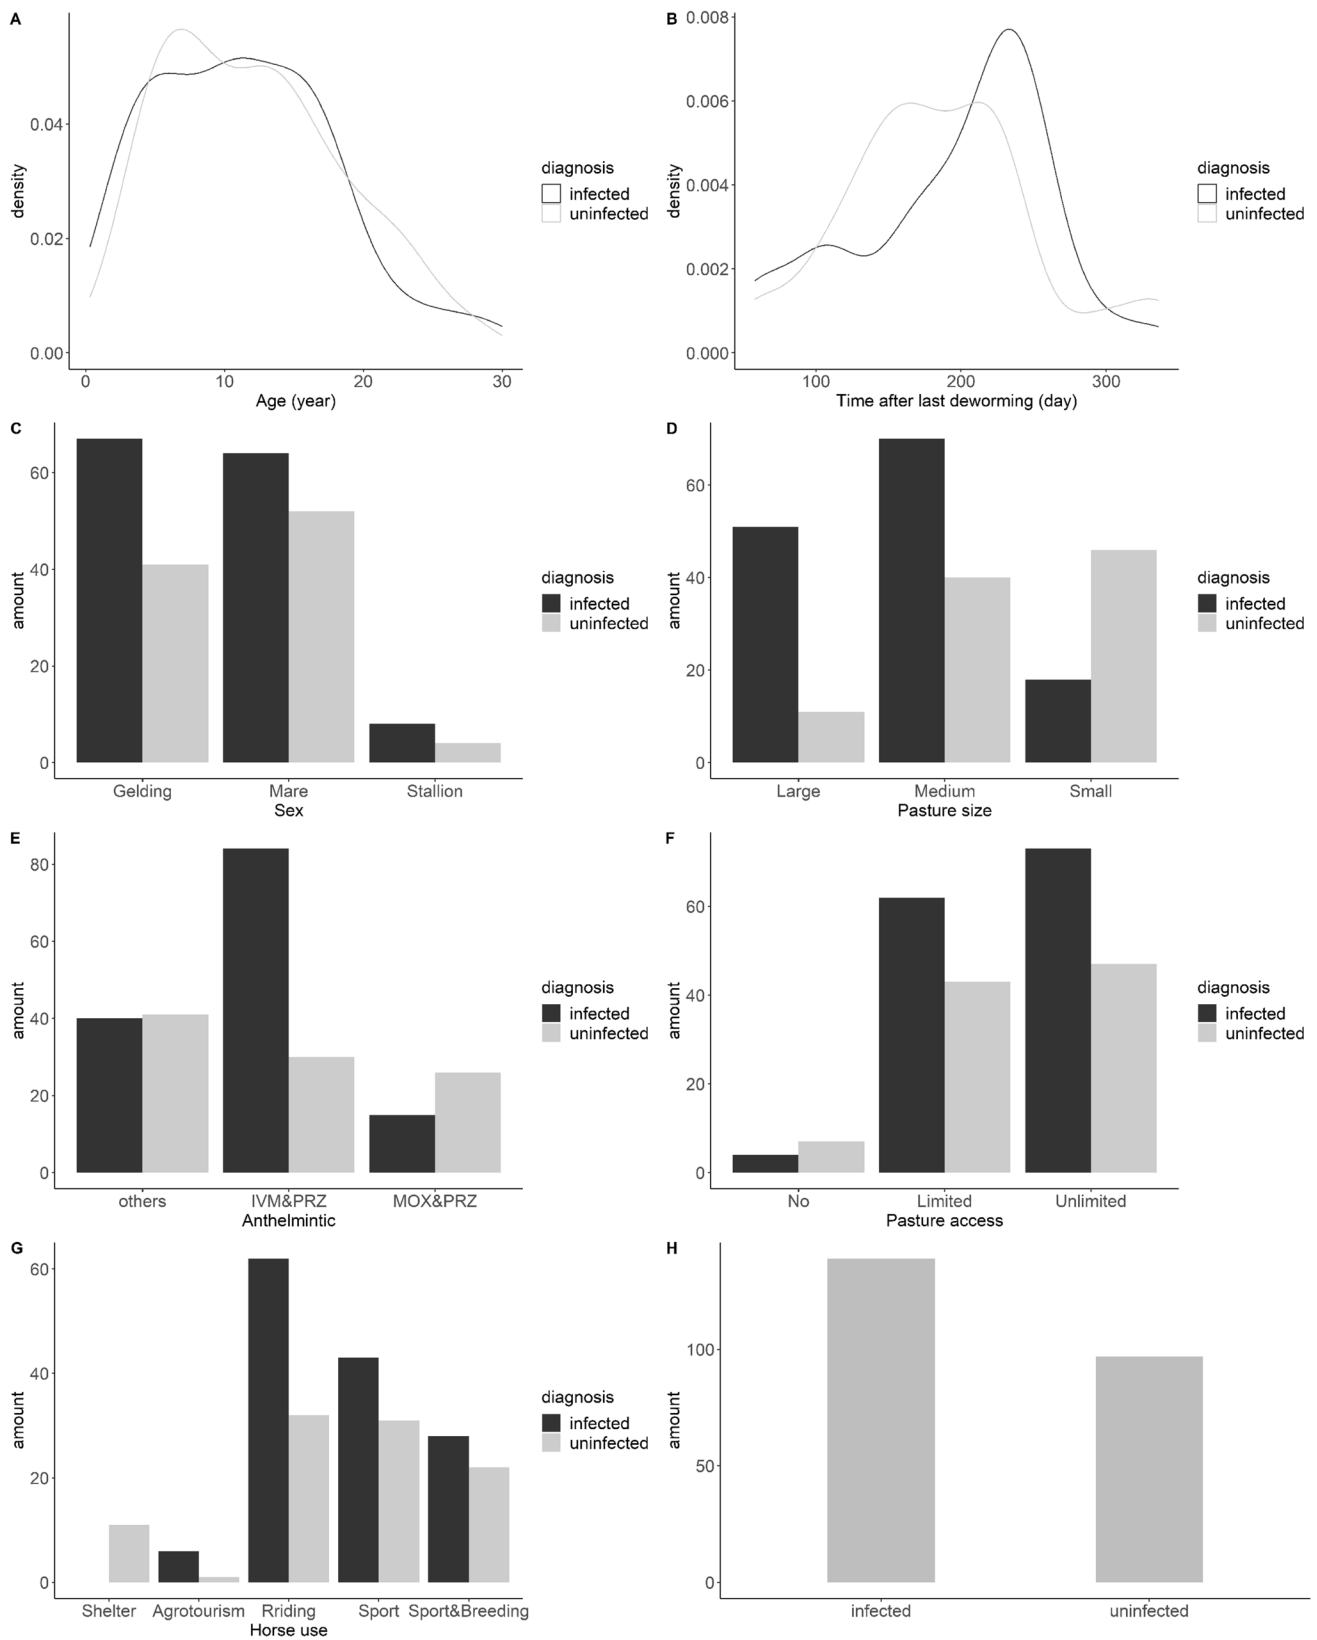 A
density
0.04
0.02
0.00
0 10 20 30
Age (year)
diagnosis
infected
uninfected
B
density
0.008
0.006
0.004
0.002
0.000
100 200 300
Time after last deworming (day)
diagnosis
infected
uninfected
C
amount
60
40
20
0
Gelding Mare Stallion
Sex
diagnosis
infected
uninfected
D
amount
60
40
20
0
Large Medium Small
Pasture size
diagnosis
infected
uninfected
E
amount
80
60
40
20
0
others IVM&PRZ MOX&PRZ
Anthelmintic
diagnosis
infected
uninfected
F
amount
60
40
20
0
No Limited Unlimited
Pasture access
diagnosis
infected
uninfected
G
amount
60
40
20
0
Shelter Agrotourism Rriding Sport Sport&Breeding
Horse use
diagnosis
infected
uninfected
H
amount
100
50
0
infected uninfected